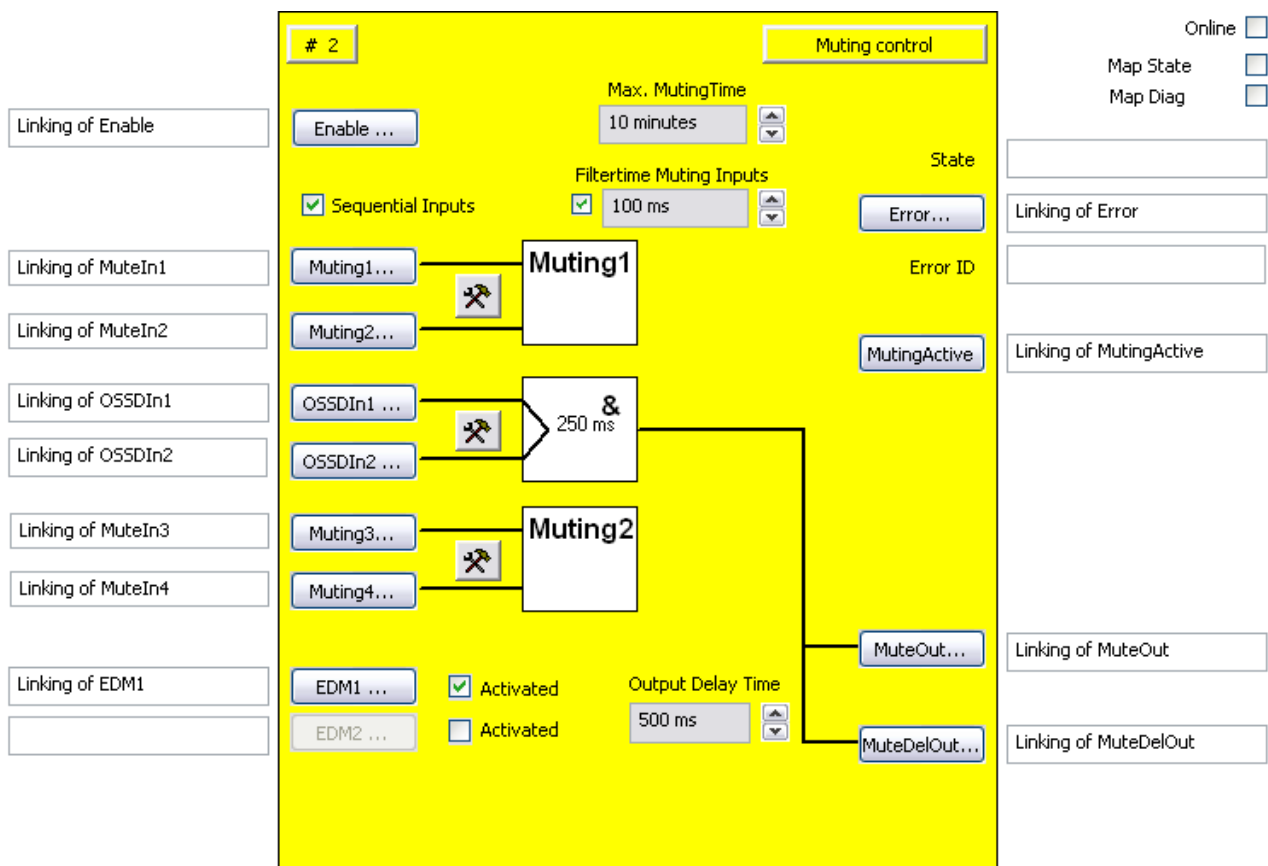 # 2
Muting control
Online
Map State
Map Diag
Max. MutingTime
10 minutes
Linking of Enable
Enable ...
State
Filtertime Muting Inputs
Sequential Inputs
100 ms
Error...
Linking of Error
Linking of MuteIn1
Muting1...
Muting1
Error ID
Linking of MuteIn2
Muting2...
MutingActive
Linking of MutingActive
Linking of OSSDIn1
OSSDIn1 ...
&
250 ms
Linking of OSSDIn2
OSSDIn2 ...
Linking of MuteIn3
Muting3...
Muting2
Linking of MuteIn4
Muting4...
MuteOut...
Linking of MuteOut
Linking of EDM1
EDM1 ...
Activated
Output Delay Time
500 ms
EDM2 ...
Activated
MuteDelOut...
Linking of MuteDelOut